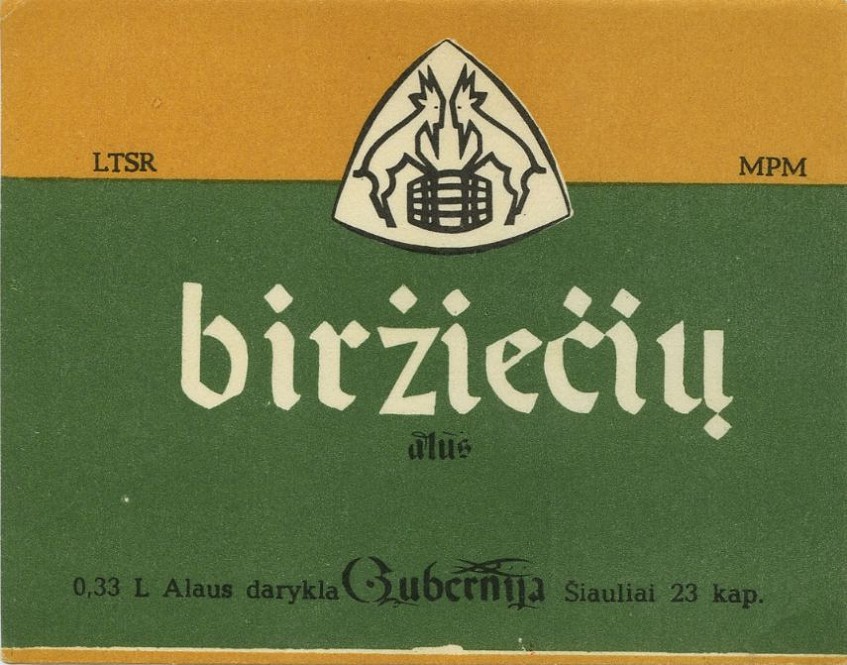 LTSR MPM
biržiečių
alus
0,33 L Alaus darykla Gubernija Šiauliai 23 kap.